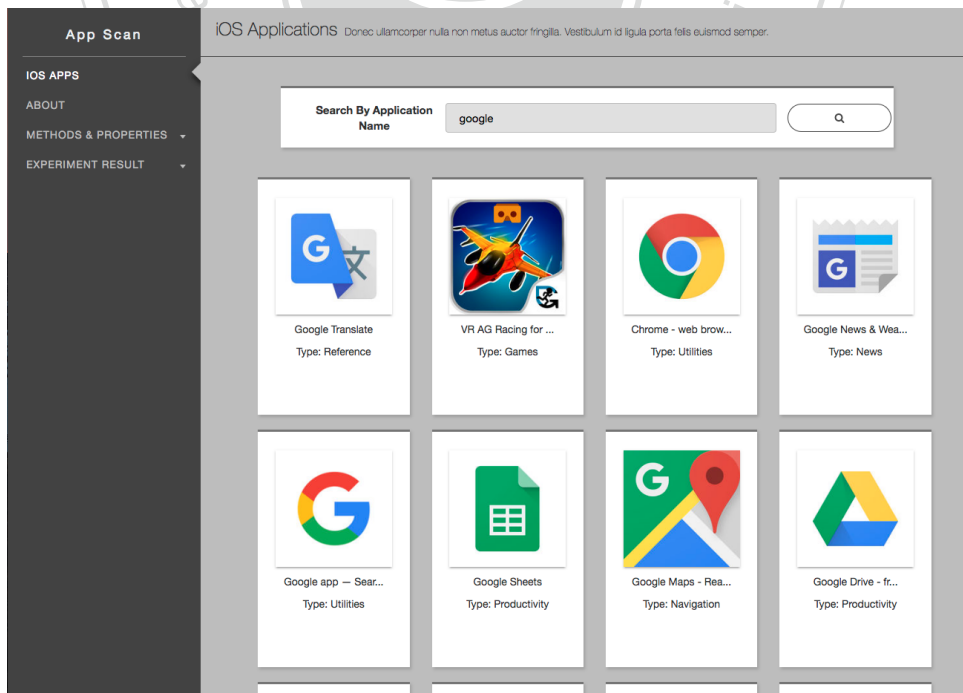 App Scan
IOS APPS
ABOUT
METHODS & PROPERTIES
EXPERIMENT RESULT
iOS Applications Donec ullamcorper nulla non metus auctor fringilla. Vestibulum id ligula porta felis euismod semper.
Search By Application
Name
google
Google Translate
Type: Reference
VR AG Racing for ...
Type: Games
Chrome - web brow...
Type: Utilities
G
Google News & Wea...
Type: News
G
文
G
Google app — Sear...
Type: Utilities
Google Sheets
Type: Productivity
G
Google Maps - Rea...
Type: Navigation
Google Drive - fr...
Type: Productivity